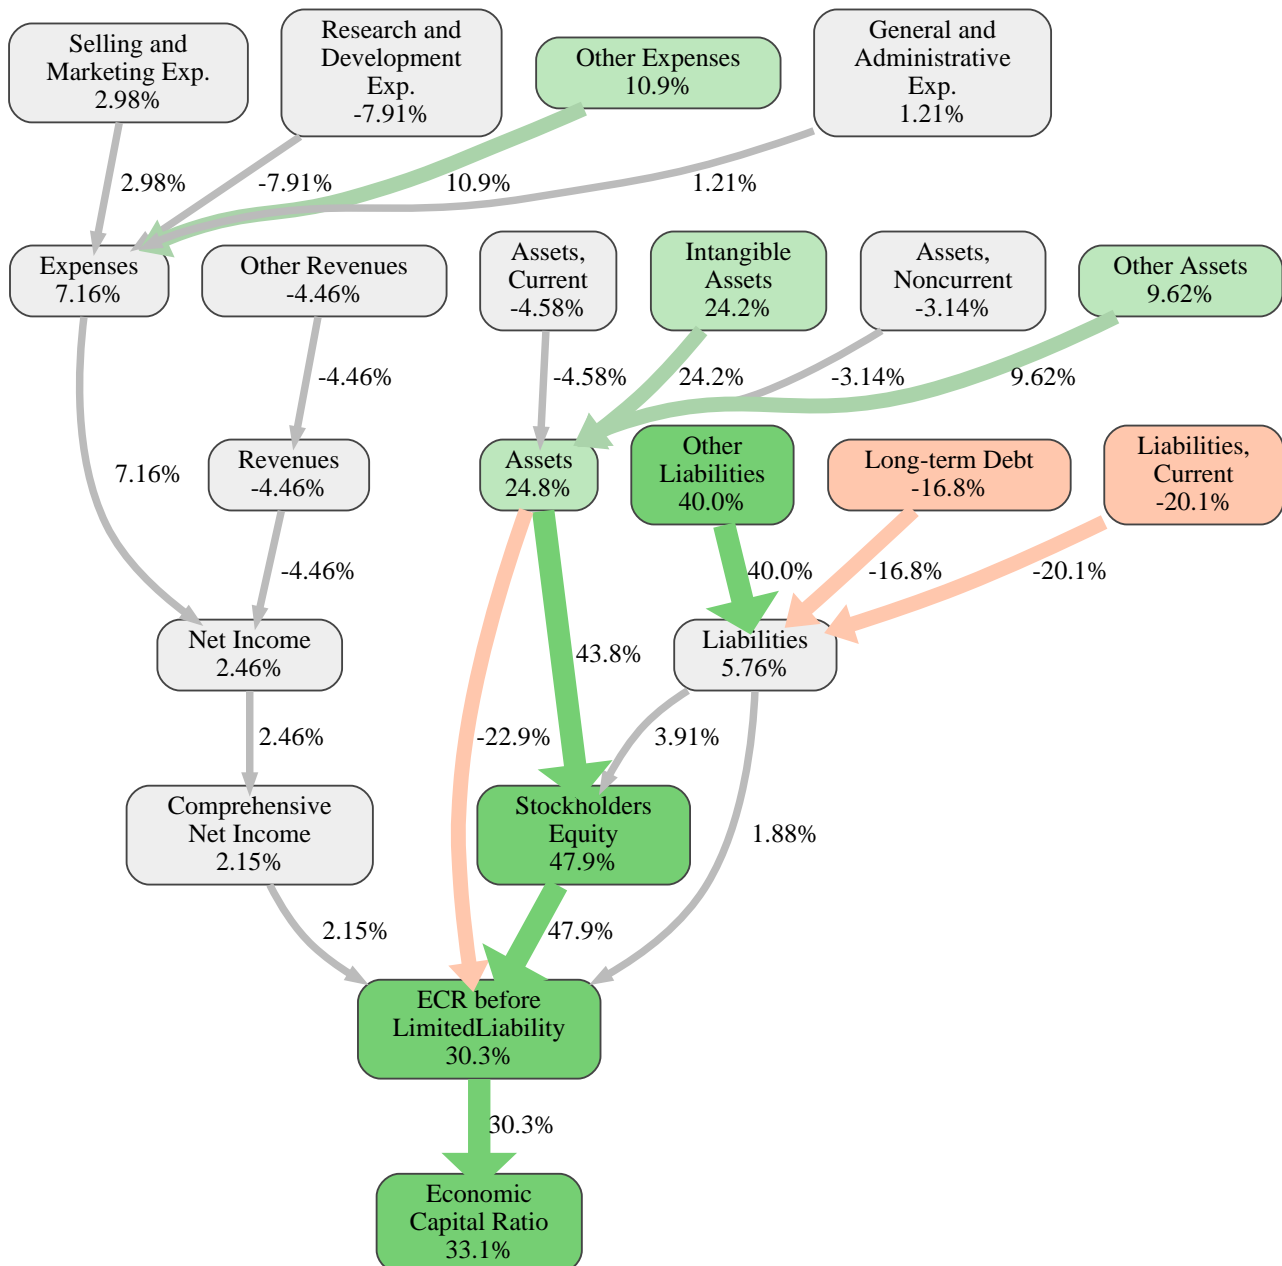 Selling and
Marketing Exp.
2.98%
Research and
Development
Exp.
-7.91%
Other Expenses
10.9%
General and
Administrative
Exp.
1.21%
2.98%
-7.91%
10.9%
1.21%
Expenses
7.16%
Other Revenues
-4.46%
Assets,
Current
-4.58%
Intangible
Assets
24.2%
Assets,
Noncurrent
-3.14%
Other Assets
9.62%
-4.46%
-4.58%
24.2%
-3.14%
9.62%
7.16%
Revenues
-4.46%
Assets
24.8%
Other
Liabilities
40.0%
Long-term Debt
-16.8%
Liabilities,
Current
-20.1%
-4.46%
40.0%
-16.8%
-20.1%
Net Income
2.46%
43.8%
Liabilities
5.76%
2.46%
-22.9%
3.91%
Comprehensive
Net Income
2.15%
Stockholders
Equity
47.9%
1.88%
2.15%
47.9%
ECR before
LimitedLiability
30.3%
30.3%
Economic
Capital Ratio
33.1%